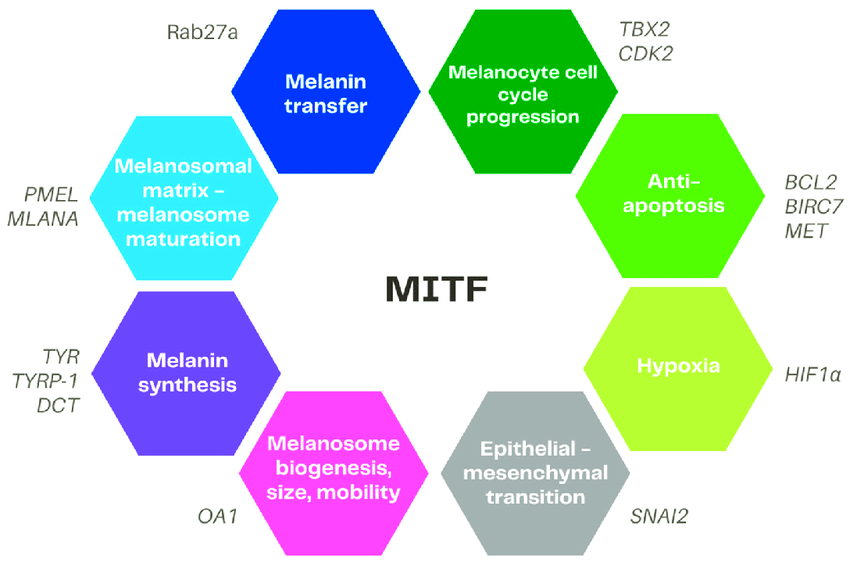 Rab27a
Melanin
transfer
Melanocyte cell
cycle
progression
TBX2
CDK2
PMEL
MLANA
Melanosomal
matrix –
melanosome
maturation
Anti–
apoptosis
BCL2
BIRC7
MET
MITF
TYR
TYRP-1
DCT
Melanin
synthesis
Hypoxia
HIF1α
OA1
Melanosome
biogenesis,
size, mobility
Epithelial –
mesenchymal
transition
SNAI2